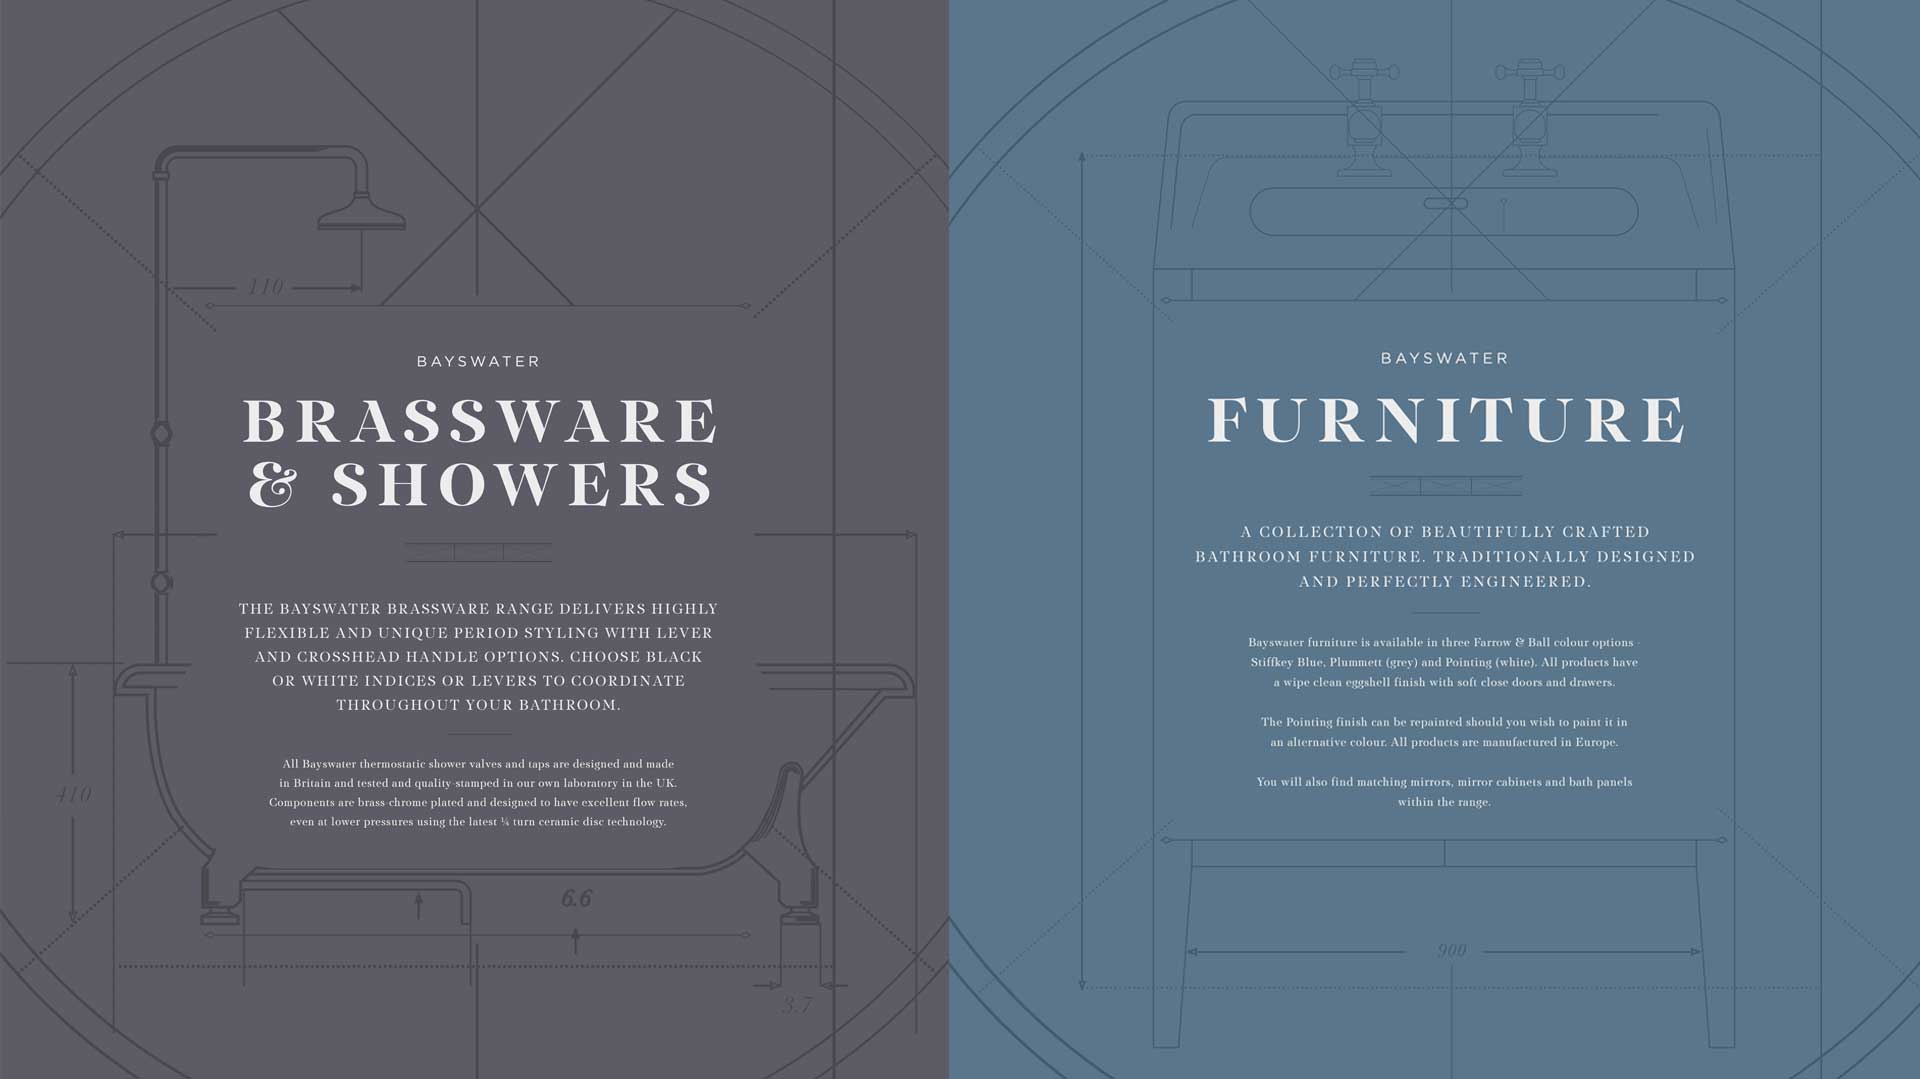 110
BAYSWATER
BRASSWARE
& SHOWERS
THE BAYSWATER BRASSWARE RANGE DELIVERS HIGHLY
FLEXIBLE AND UNIQUE PERIOD STYLING WITH LEVER
AND CROSSHEAD HANDLE OPTIONS. CHOOSE BLACK
OR WHITE INDICES OR LEVERS TO COORDINATE
THROUGHOUT YOUR BATHROOM.
All Bayswater thermostatic shower valves and taps are designed and made
in Britain and tested and quality-stamped in our own laboratory in the UK.
Components are brass-chrome plated and designed to have excellent flow rates,
even at lower pressures using the latest ¼ turn ceramic disc technology.
410
6.6
3.7
BAYSWATER
FURNITURE
A COLLECTION OF BEAUTIFULLY CRAFTED
BATHROOM FURNITURE. TRADITIONALLY DESIGNED
AND PERFECTLY ENGINEERED.
Bayswater furniture is available in three Farrow & Ball colour options -
Stiffkey Blue, Plummett (grey) and Pointing (white). All products have
a wipe clean eggshell finish with soft close doors and drawers.
The Pointing finish can be repainted should you wish to paint it in
an alternative colour. All products are manufactured in Europe.
You will also find matching mirrors, mirror cabinets and bath panels
within the range.
900